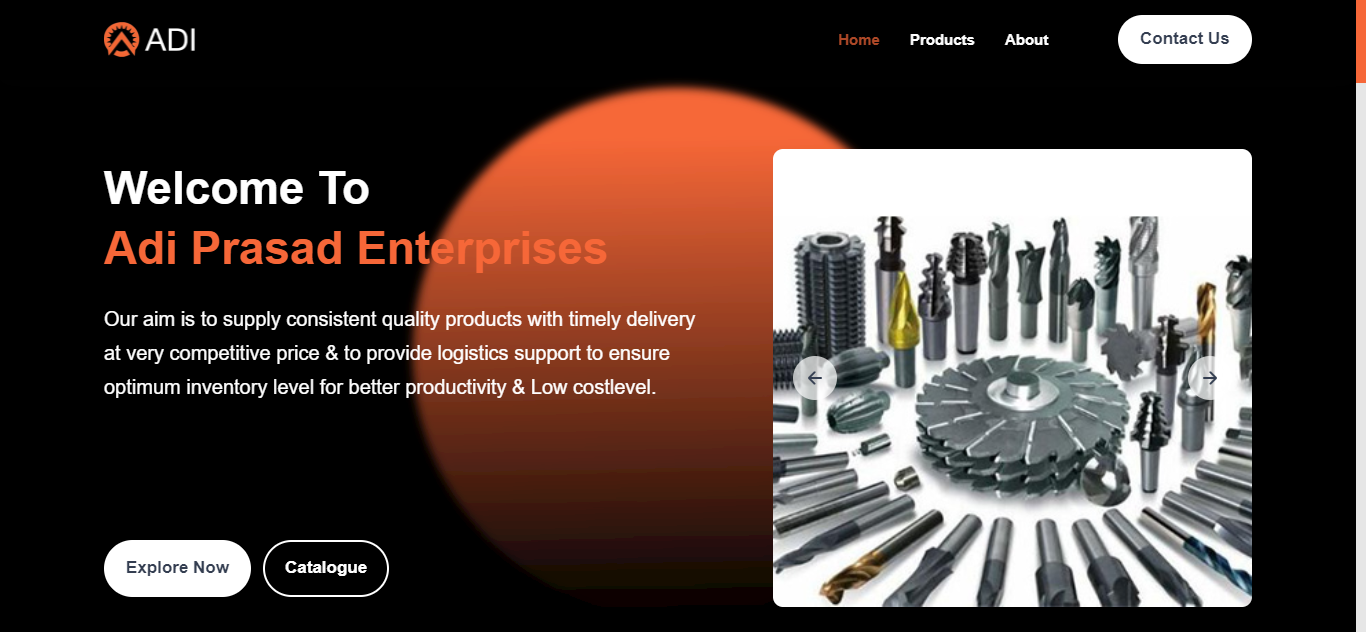 ADI
Home
Products
About
Contact Us
Welcome To
Adi Prasad Enterprises
Our aim is to supply consistent quality products with timely delivery
at very competitive price & to provide logistics support to ensure
optimum inventory level for better productivity & Low costlevel.
Explore Now
Catalogue